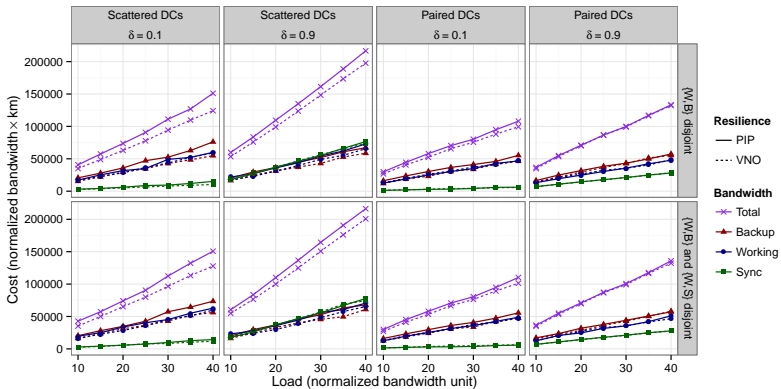 Scattered DCs
δ = 0.1
Scattered DCs
δ = 0.9
Paired DCs
δ = 0.1
Paired DCs
δ = 0.9
200000
150000
100000
50000
0
{W,B} disjoint
200000
150000
100000
50000
0
{W,B} and {W,S} disjoint
10 20 30 40
10 20 30 40
10 20 30 40
10 20 30 40
Cost (normalized bandwidth× km)
Load (normalized bandwidth unit)
Resilience
PIP
VNO
Bandwidth
Total
Backup
Working
Sync